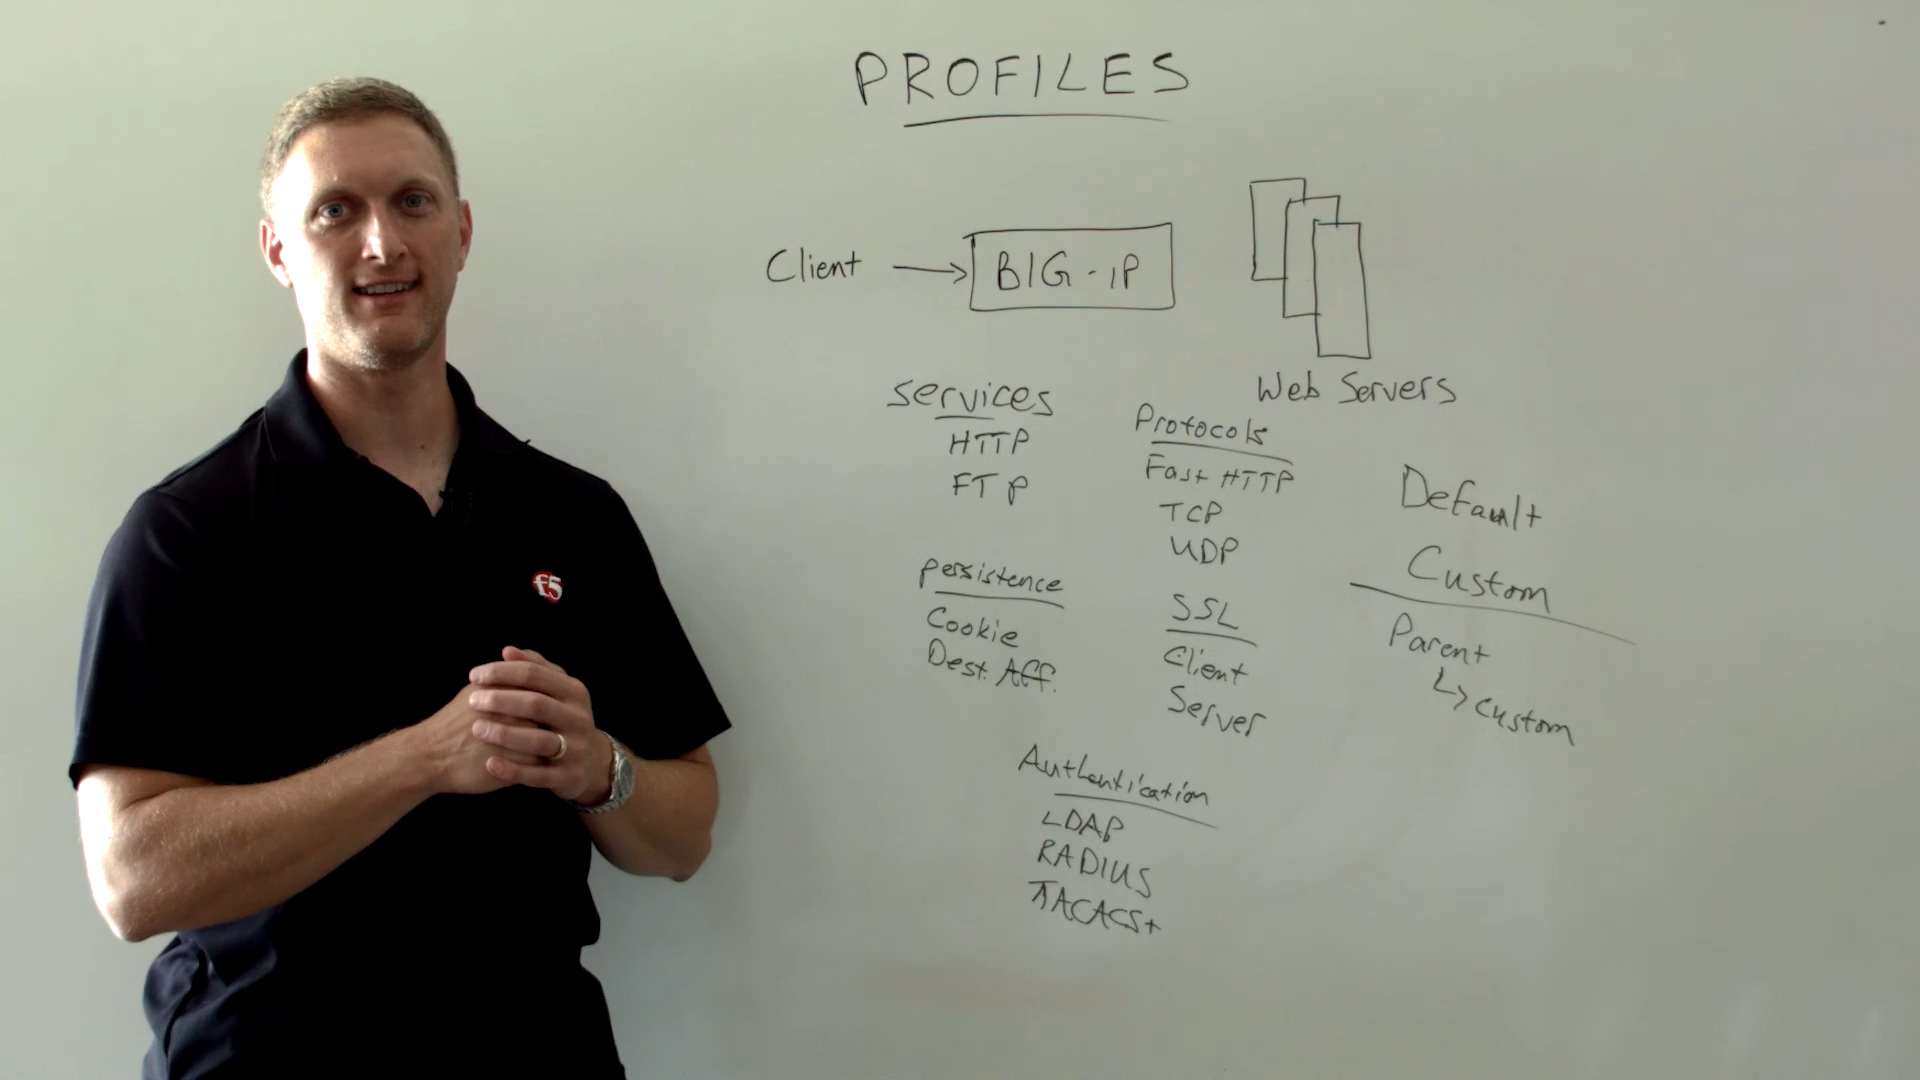 PROFILES
Client
BIG-IP
Web Servers
Services
HTTP
FTP
Protocols
Fast HTTP
TCP
UDP
Persistence
Cookie
Dest. Aff.
SSL
Client
Server
Authentication
LDAP
RADIUS
TACACS+
Default
Custom
Parent
↳ custom
f5